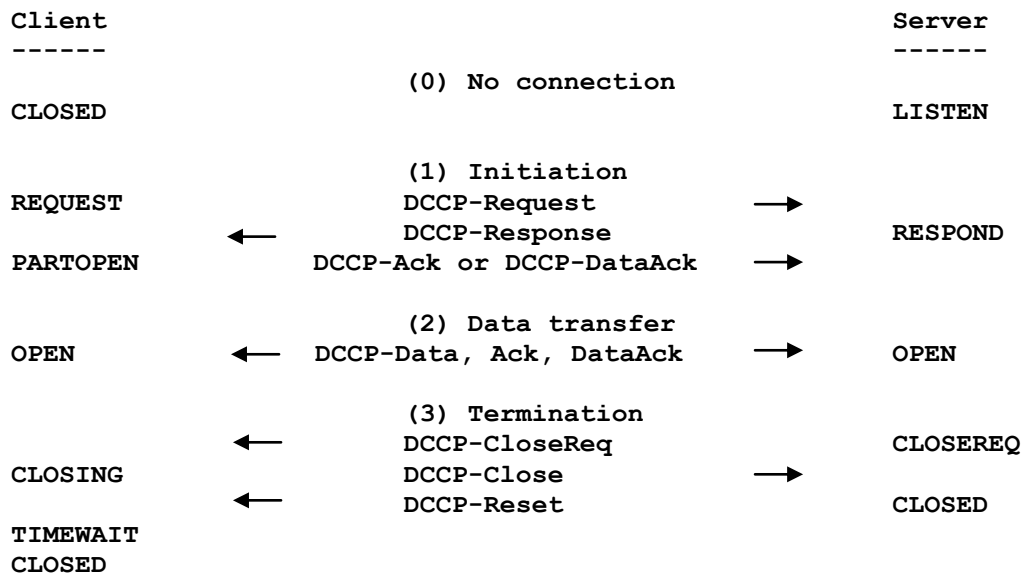 Client Server
------ ------
(0) No connection
CLOSED LISTEN
(1) Initiation
REQUEST DCCP-Request
DCCP-Response RESPOND
PARTOPEN DCCP-Ack or DCCP-DataAck
(2) Data transfer
OPEN DCCP-Data, Ack, DataAck OPEN
(3) Termination
DCCP-CloseReq CLOSEREQ
CLOSING DCCP-Close
DCCP-Reset CLOSED
TIMEWAIT
CLOSED